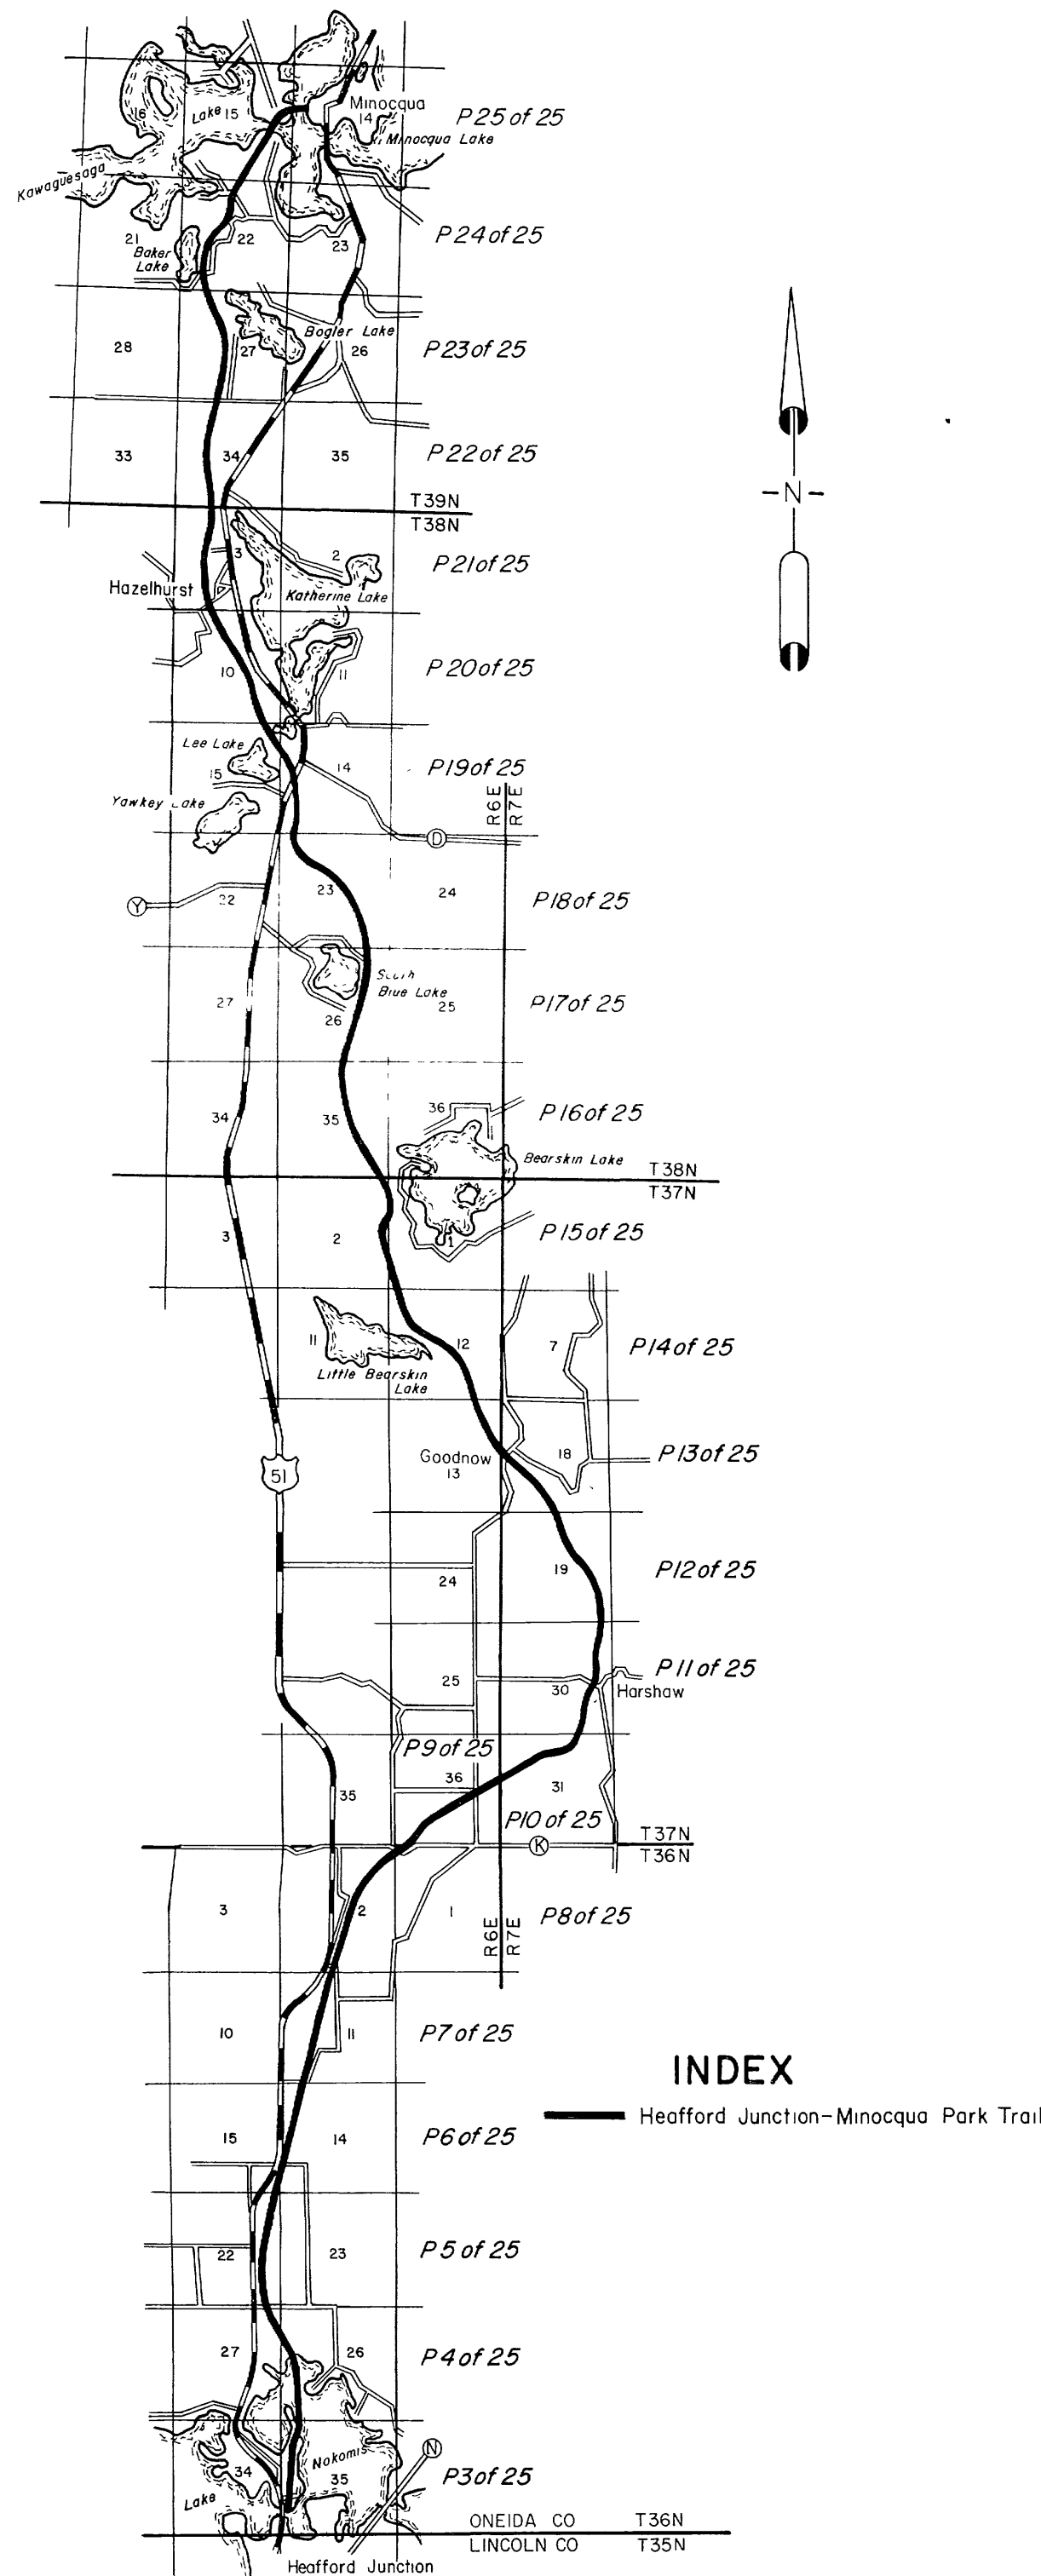 Minocqua
14
P25 of 25
6
Lake 15
Minocqua Lake
Kawaguesaga
P24 of 25
21
22
23
Baker
Lake
Bogler Lake
28
27
26
P23 of 25
33
34
35
P22 of 25
T39N
T38N
3
2
P21 of 25
Hazelhurst
Katherine Lake
10
11
P20 of 25
Lee Lake
15
14
P19 of 25
Yawkey Lake
R6E
R7E
D
Y
22
23
24
P18 of 25
South
Blue Lake
27
26
25
P17 of 25
34
35
36
P16 of 25
Bearskin Lake
T38N
T37N
3
2
1
P15 of 25
11
12
7
P14 of 25
Little Bearskin
Lake
Goodnow
13
18
P13 of 25
51
24
19
P12 of 25
25
30
P11 of 25
Harshaw
P9 of 25
35
36
31
P10 of 25
T37N
K
T36N
3
2
1
P8 of 25
R6E
R7E
10
11
P7 of 25
INDEX
Heafford Junction-Minocqua Park Trail
15
14
P6 of 25
22
23
P5 of 25
27
26
P4 of 25
N
Nokomis
34
35
P3 of 25
Lake
ONEIDA CO T36N
LINCOLN CO T35N
Heafford Junction
-N-